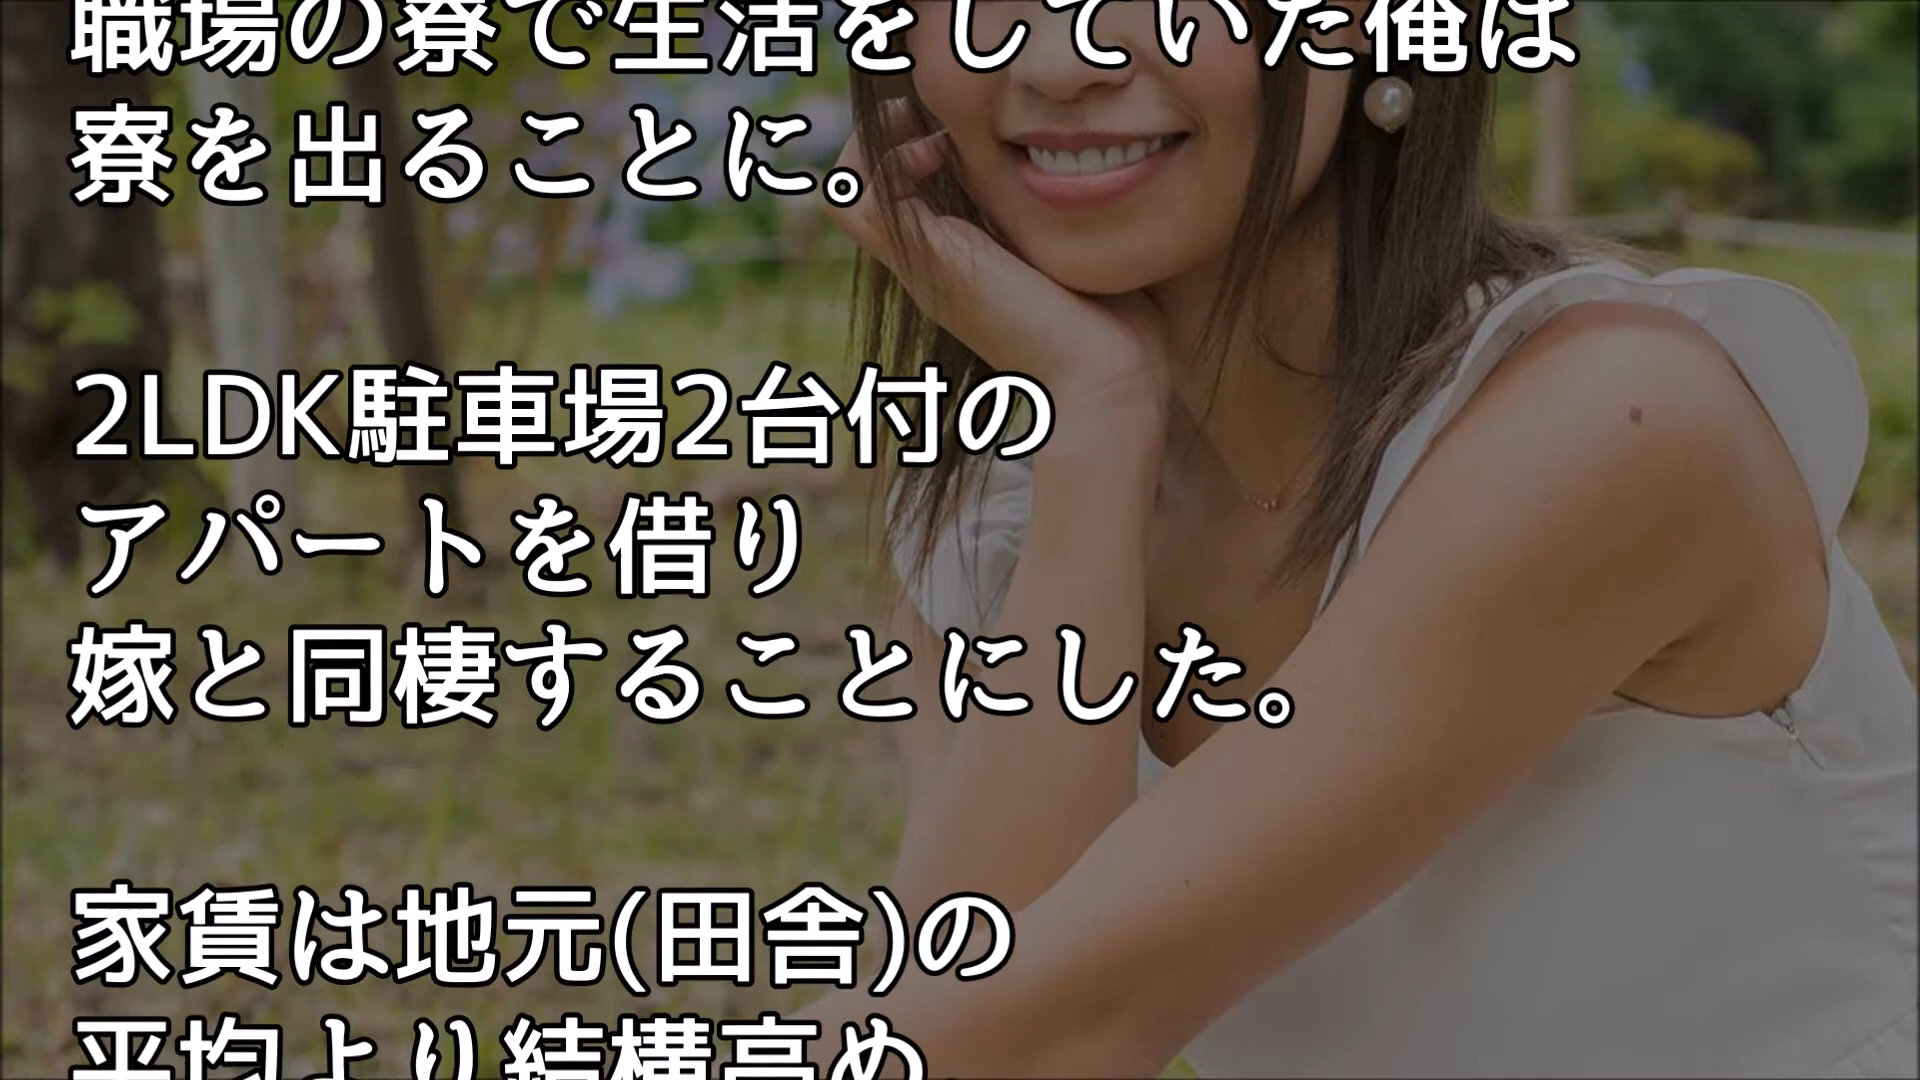 職場の寮で生活をしていた俺は
寮を出ることに。
2LDK駐車場2台付の
アパートを借り
嫁と同棲することにした。
家賃は地元(田舎)の
平均より結構高め